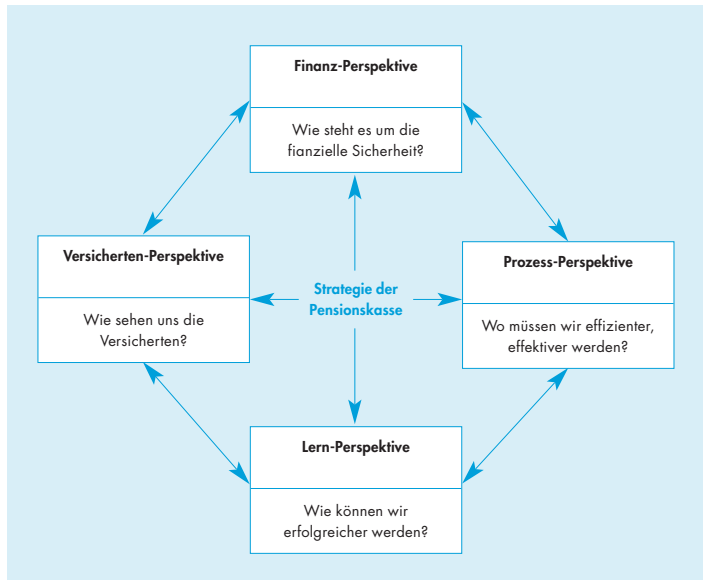 Finanz-Perspektive
Wie steht es um die
fianzielle Sicherheit?
Versicherten-Perspektive
Wie sehen uns die
Versicherten?
Strategie der
Pensionskasse
Prozess-Perspektive
Wo müssen wir effizienter,
effektiver werden?
Lern-Perspektive
Wie können wir
erfolgreicher werden?